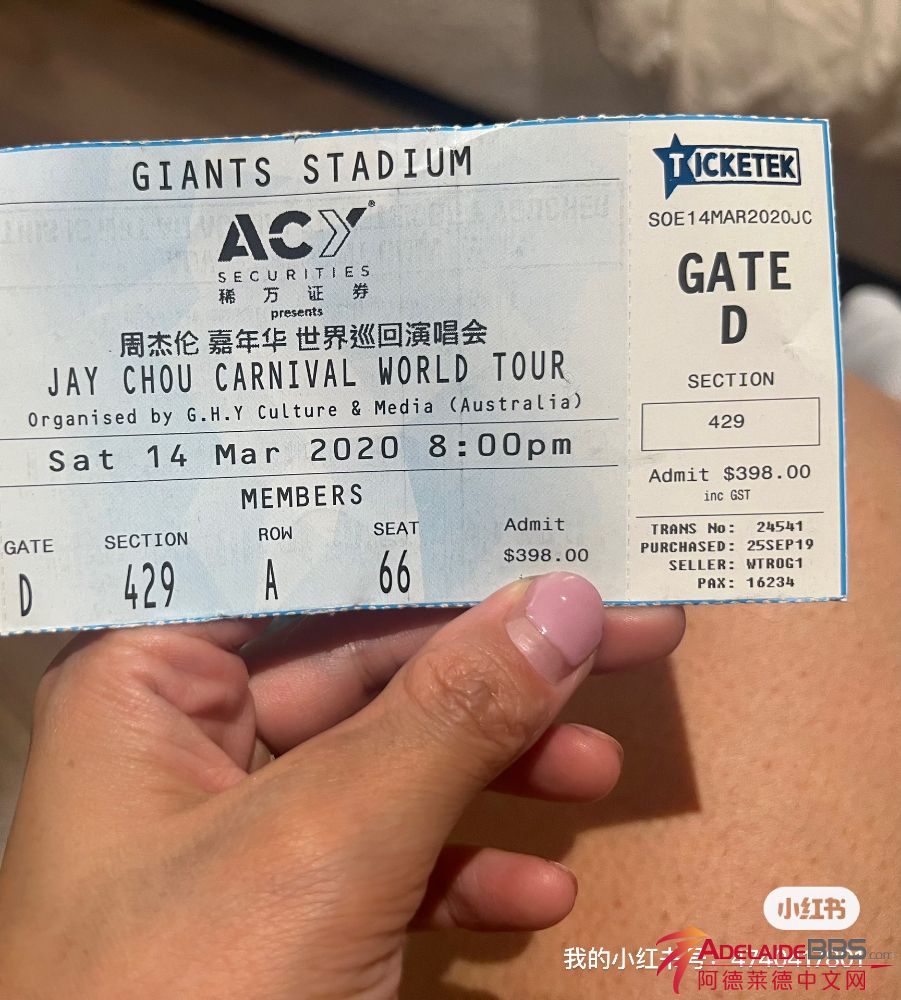 GIANTS STADIUM
ACY®
SECURITIES
稀万证券
presents
周杰伦 嘉年华 世界巡回演唱会
JAY CHOU CARNIVAL WORLD TOUR
Organised by G.H.Y Culture & Media (Australia)
Sat 14 Mar 2020 8:00pm
MEMBERS
GATE SECTION ROW SEAT Admit
D 429 A 66 $398.00
TICKETEK
SOE14MAR2020JC
GATE
D
SECTION
429
Admit $398.00
inc GST
TRANS No: 24541
PURCHASED: 25SEP19
SELLER: WTROG1
PAX: 16234
小红书
我的小红书号:
ADELAIDEBBS.com
阿德莱德中文网